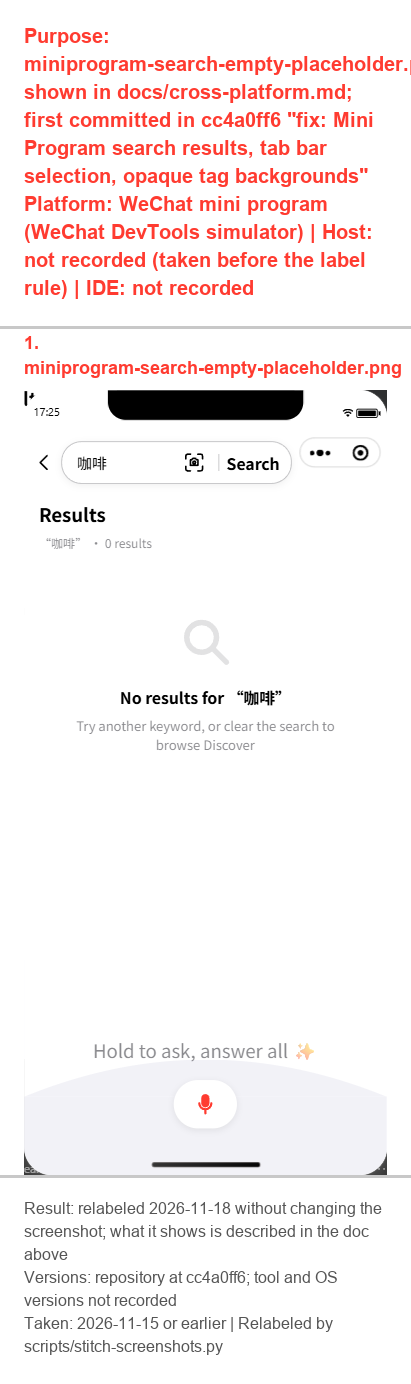 Purpose:
miniprogram-search-empty-placeholder.
shown in docs/cross-platform.md;
first committed in cc4a0ff6 "fix: Mini
Program search results, tab bar
selection, opaque tag backgrounds"
Platform: WeChat mini program
(WeChat DevTools simulator) | Host:
not recorded (taken before the label
rule) | IDE: not recorded
1.
miniprogram-search-empty-placeholder.png
17:25
咖啡
Search
Results
“咖啡” · 0 results
No results for “咖啡”
Try another keyword, or clear the search to
browse Discover
Hold to ask, answer all ✨
Result: relabeled 2026-11-18 without changing the
screenshot; what it shows is described in the doc
above
Versions: repository at cc4a0ff6; tool and OS
versions not recorded
Taken: 2026-11-15 or earlier | Relabeled by
scripts/stitch-screenshots.py